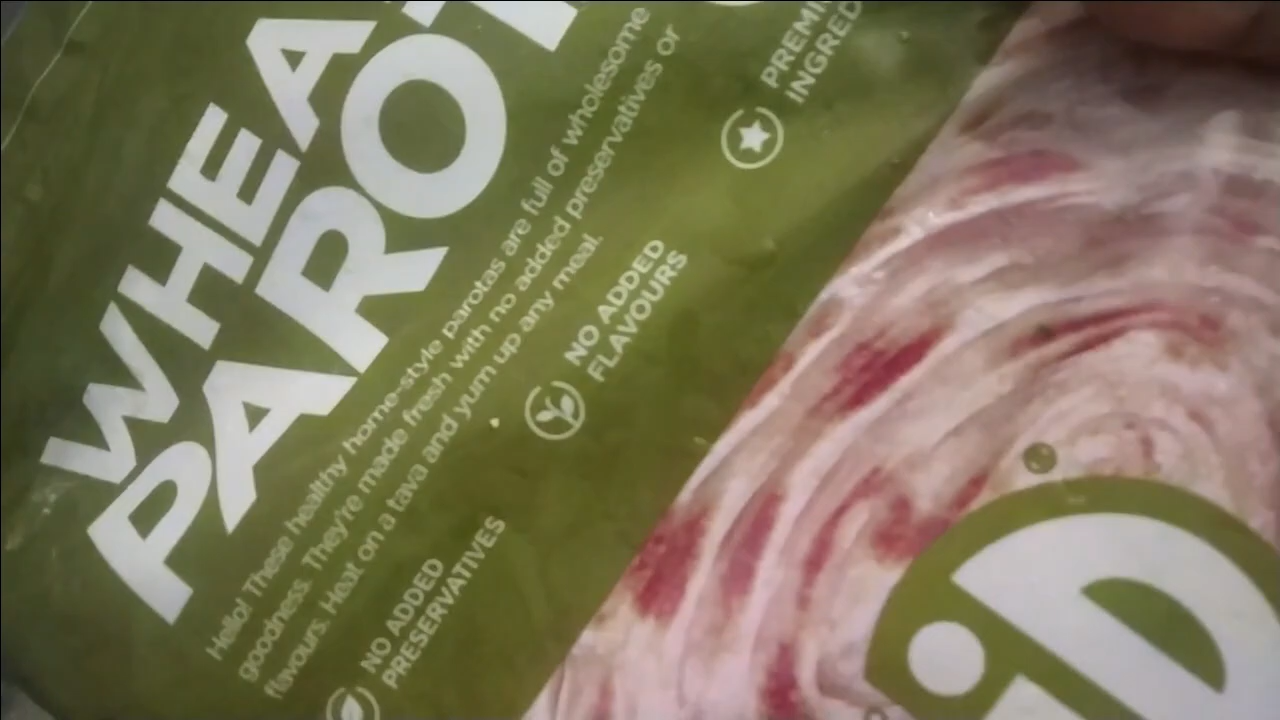 WHEA
PAROT
Hello! These healthy home-style parotas are full of wholesome
goodness. They're made fresh with no added preservatives or
flavours. Heat on a tava and yum up any meal.
NO ADDED
PRESERVATIVES
NO ADDED
FLAVOURS
PREMI
INGRED
iD